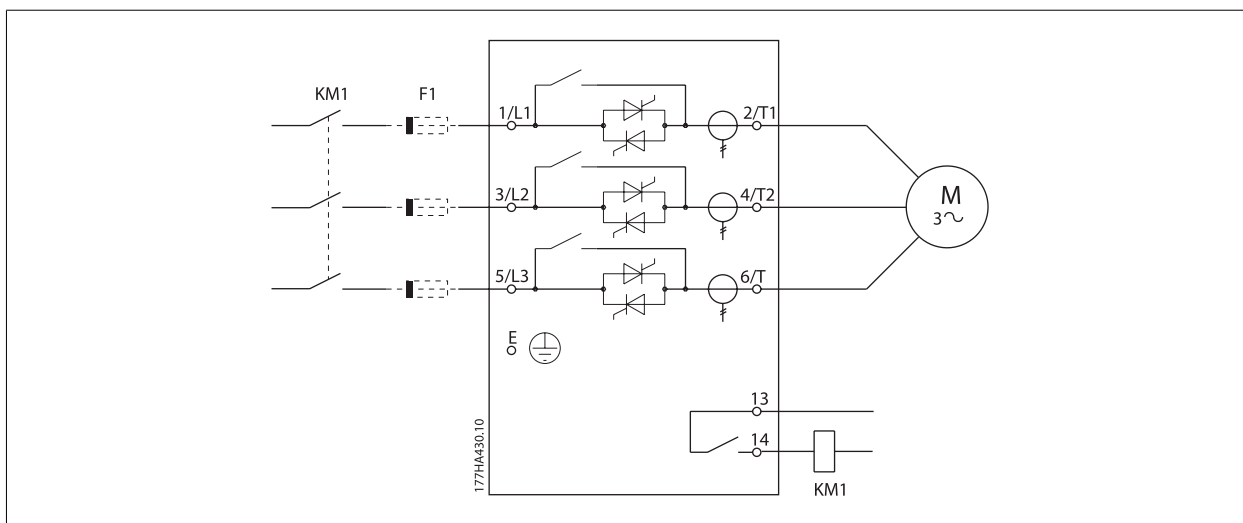 KM1
F1
1/L1
2/T1
3/L2
4/T2
M
3
5/L3
6/T
E
13
14
KM1
177HA430.10